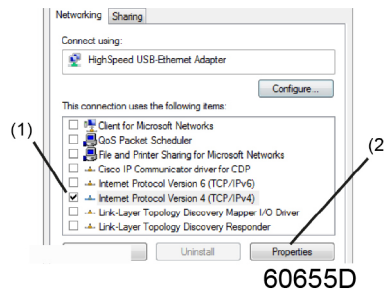 Networking Sharing
Connect using:
HighSpeed USB-Ethernet Adapter
Configure...
This connection uses the following items:
(1)
(2
Client for Microsoft Networks
QoS Packet Scheduler
File and Printer Sharing for Microsoft Networks
Cisco IP Communicator driver for CDP
Internet Protocol Version 6 (TCP/IPv6)
Internet Protocol Version 4 (TCP/IPv4)
Link-Layer Topology Discovery Mapper I/O Driver
Link-Layer Topology Discovery Responder
Uninstall Properties
60655D